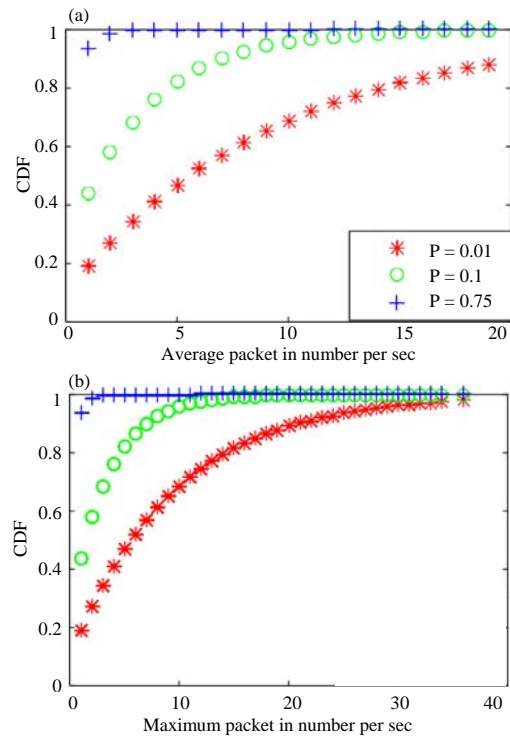 (a)
1
0.8
0.6
0.4
0.2
0
CDF
P = 0.01
P = 0.1
P = 0.75
0 5 10 15 20
Average packet in number per sec
(b)
1
0.8
0.6
0.4
0.2
0
CDF
0 10 20 30 40
Maximum packet in number per sec